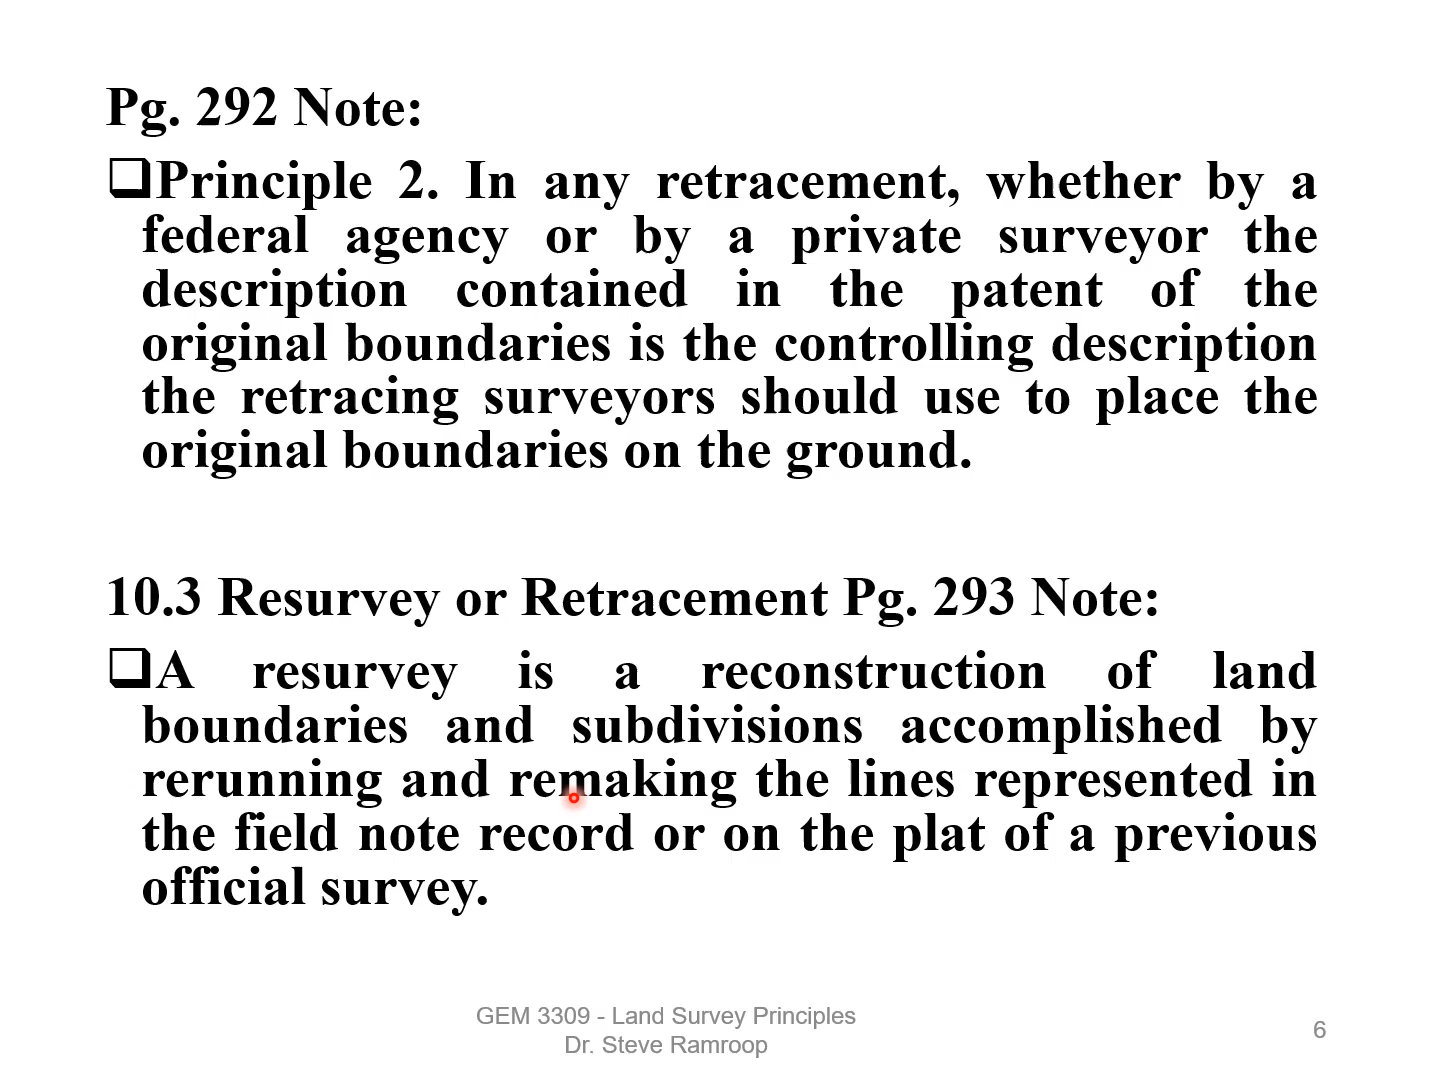 Pg. 292 Note:
❑Principle 2. In any retracement, whether by a
federal agency or by a private surveyor the
description contained in the patent of the
original boundaries is the controlling description
the retracing surveyors should use to place the
original boundaries on the ground.
10.3 Resurvey or Retracement Pg. 293 Note:
❑A resurvey is a reconstruction of land
boundaries and subdivisions accomplished by
rerunning and remaking the lines represented in
the field note record or on the plat of a previous
official survey.
GEM 3309 - Land Survey Principles
Dr. Steve Ramroop
6